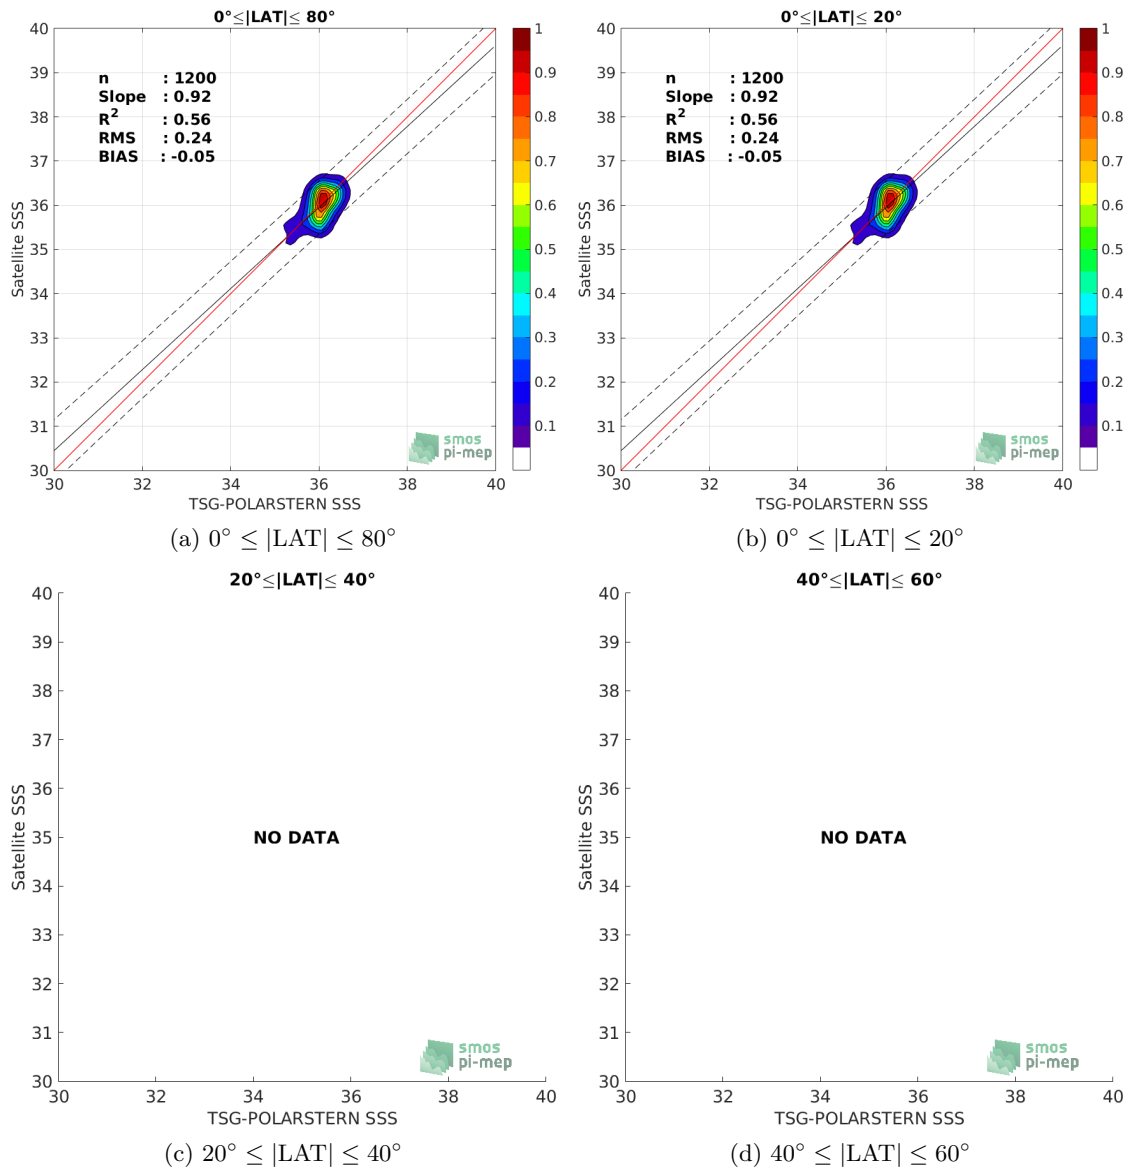 0°≤|LAT|≤ 80°
40
39
38
37
36
35
34
33
32
31
30
Satellite SSS
n : 1200
Slope : 0.92
R² : 0.56
RMS : 0.24
BIAS : -0.05
smos
pi-mep
30 32 34 36 38 40
TSG-POLARSTERN SSS
1
0.9
0.8
0.7
0.6
0.5
0.4
0.3
0.2
0.1
(a) 0° ≤ |LAT| ≤ 80°
0°≤|LAT|≤ 20°
40
39
38
37
36
35
34
33
32
31
30
Satellite SSS
n : 1200
Slope : 0.92
R² : 0.56
RMS : 0.24
BIAS : -0.05
smos
pi-mep
30 32 34 36 38 40
TSG-POLARSTERN SSS
1
0.9
0.8
0.7
0.6
0.5
0.4
0.3
0.2
0.1
(b) 0° ≤ |LAT| ≤ 20°
20°≤|LAT|≤ 40°
40
39
38
37
36
35
34
33
32
31
30
Satellite SSS
NO DATA
smos
pi-mep
30 32 34 36 38 40
TSG-POLARSTERN SSS
(c) 20° ≤ |LAT| ≤ 40°
40°≤|LAT|≤ 60°
40
39
38
37
36
35
34
33
32
31
30
Satellite SSS
NO DATA
smos
pi-mep
30 32 34 36 38 40
TSG-POLARSTERN SSS
(d) 40° ≤ |LAT| ≤ 60°